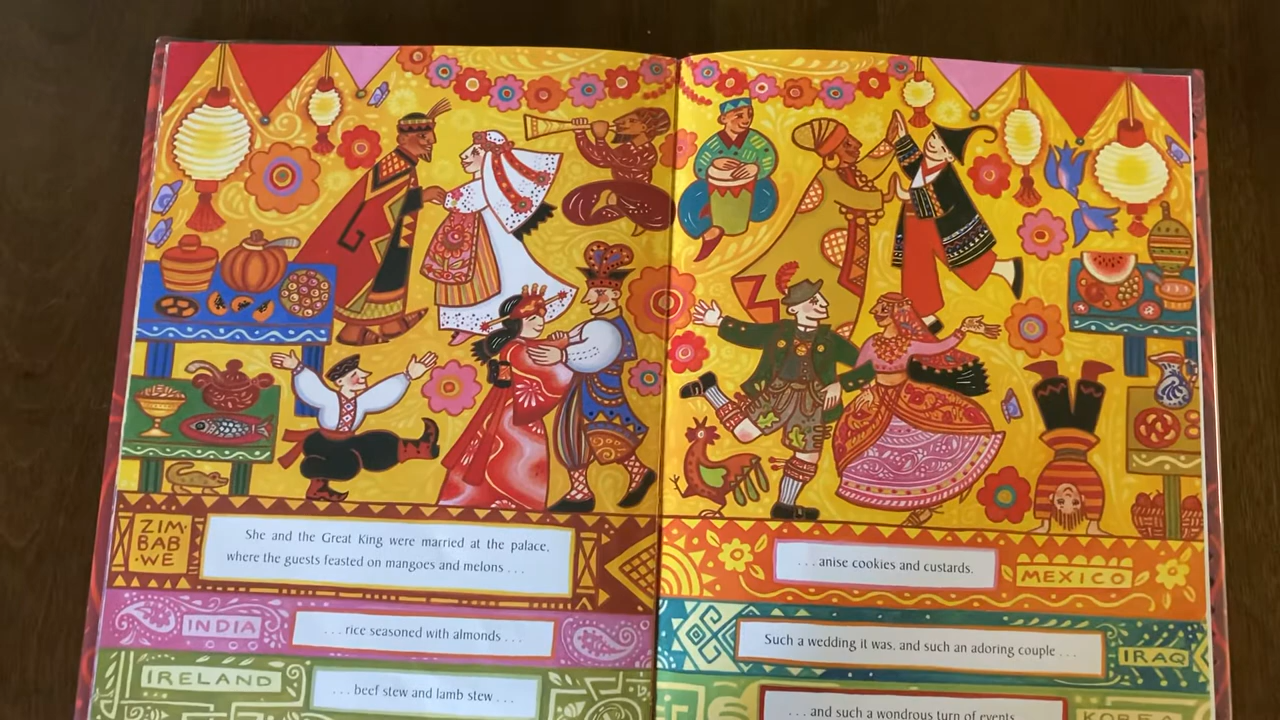 ZIM·
BAB
·WE
She and the Great King were married at the palace,
where the guests feasted on mangoes and melons . . .
INDIA
. . . rice seasoned with almonds . . .
IRELAND
. . . beef stew and lamb stew . . .
. . . anise cookies and custards.
MEXICO
Such a wedding it was, and such an adoring couple . . .
IRAQ
. . . and such a wondrous turn of events
KOREA